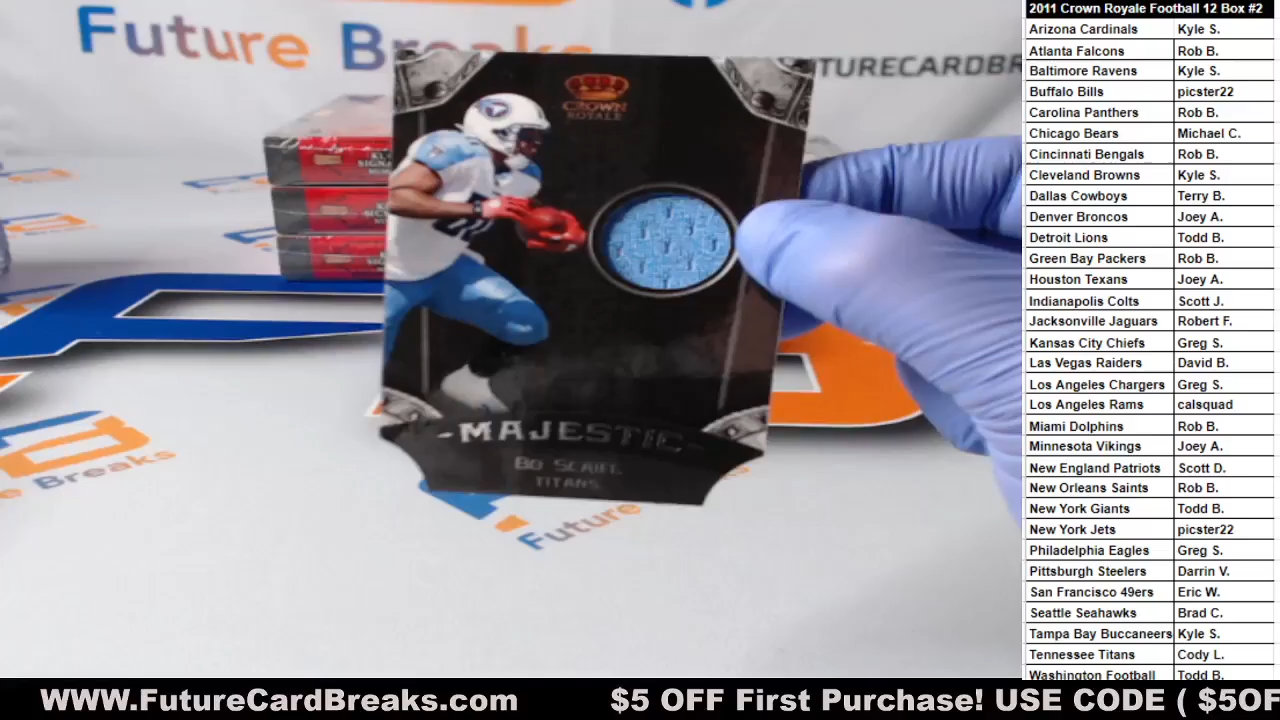 Future Breaks
FUTURECARDBR
CROWN
ROYALE
-MAJESTIC-
BO SCAIFE
TITANS
e Breaks
Future
2011 Crown Royale Football 12 Box #2
Arizona Cardinals Kyle S.
Atlanta Falcons Rob B.
Baltimore Ravens Kyle S.
Buffalo Bills picster22
Carolina Panthers Rob B.
Chicago Bears Michael C.
Cincinnati Bengals Rob B.
Cleveland Browns Kyle S.
Dallas Cowboys Terry B.
Denver Broncos Joey A.
Detroit Lions Todd B.
Green Bay Packers Rob B.
Houston Texans Joey A.
Indianapolis Colts Scott J.
Jacksonville Jaguars Robert F.
Kansas City Chiefs Greg S.
Las Vegas Raiders David B.
Los Angeles Chargers Greg S.
Los Angeles Rams calsquad
Miami Dolphins Rob B.
Minnesota Vikings Joey A.
New England Patriots Scott D.
New Orleans Saints Rob B.
New York Giants Todd B.
New York Jets picster22
Philadelphia Eagles Greg S.
Pittsburgh Steelers Darrin V.
San Francisco 49ers Eric W.
Seattle Seahawks Brad C.
Tampa Bay Buccaneers Kyle S.
Tennessee Titans Cody L.
Washington Football Todd B.
WWW.FutureCardBreaks.com $5 OFF First Purchase! USE CODE ( $5OF